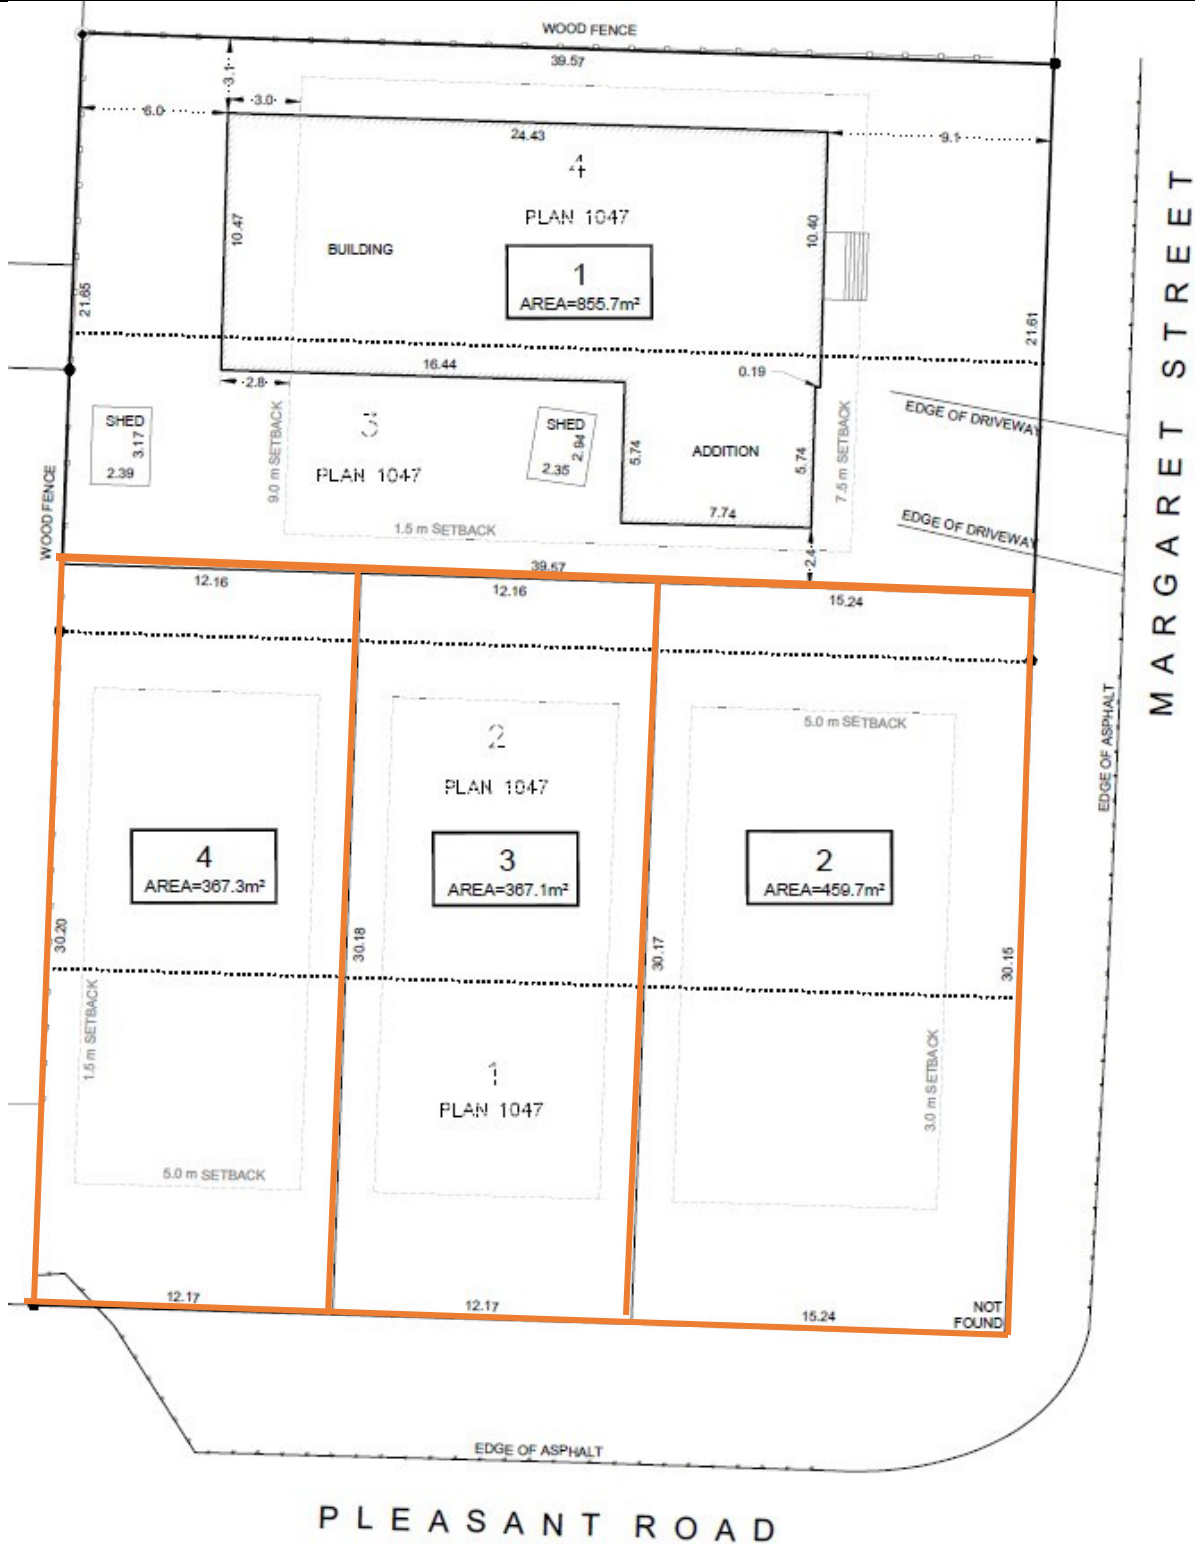 WOOD FENCE
39.57
3.1
3.0
6.0
24.43
9.1
4
PLAN 1047
10.47
10.40
BUILDING
1
AREA=855.7m²
21.65
21.61
16.44
0.19
2.8
SHED
3.17
2.39
9.0 m SETBACK
3
PLAN 1047
SHED
2.94
2.35
5.74
ADDITION
5.74
7.5 m SETBACK
EDGE OF DRIVEWAY
7.74
EDGE OF DRIVEWAY
1.5 m SETBACK
WOOD FENCE
2.4
39.57
12.16
12.16
15.24
MARGARET STREET
2
PLAN 1047
5.0 m SETBACK
EDGE OF ASPHALT
4
AREA=367.3m²
3
AREA=367.1m²
2
AREA=459.7m²
30.20
30.18
30.17
30.15
1.5 m SETBACK
1
PLAN 1047
3.0 m SETBACK
5.0 m SETBACK
12.17
12.17
15.24
NOT
FOUND
EDGE OF ASPHALT
PLEASANT ROAD